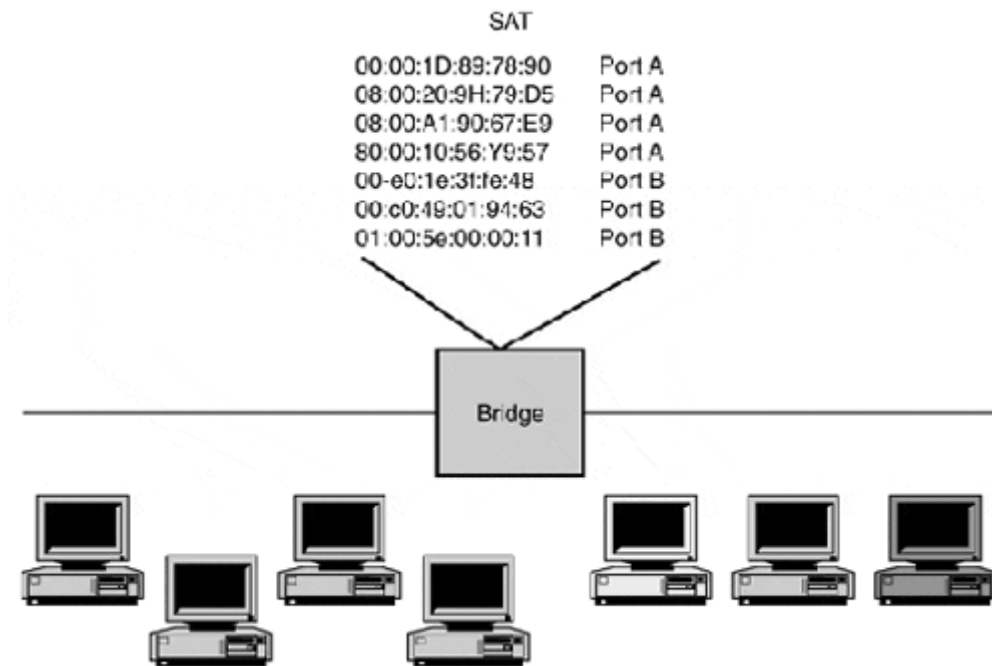 SAT
00:00:1D:89:78:90 Port A
08:00:20:9H:79:D5 Port A
08:00:A1:90:67:E9 Port A
80:00:10:56:Y9:57 Port A
00-e0:1e:3f:fe:48 Port B
00:c0:49:01:94:63 Port B
01:00:5e:00:00:11 Port B
Bridge